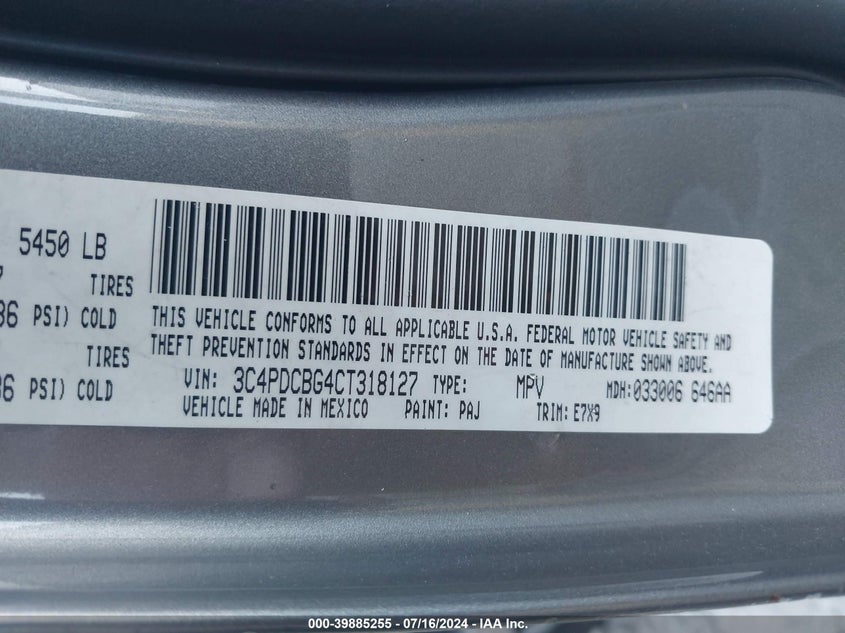 5450 LB
TIRES
36 PSI) COLD
TIRES
36 PSI) COLD
THIS VEHICLE CONFORMS TO ALL APPLICABLE U.S.A. FEDERAL MOTOR VEHICLE SAFETY AND
THEFT PREVENTION STANDARDS IN EFFECT ON THE DATE OF MANUFACTURE SHOWN ABOVE.
VIN: 3C4PDCBG4CT318127 TYPE: MPV MDH:033006 646AA
VEHICLE MADE IN MEXICO PAINT: PAJ TRIM: E7X9
000-39885255 - 07/16/2024 - IAA Inc.